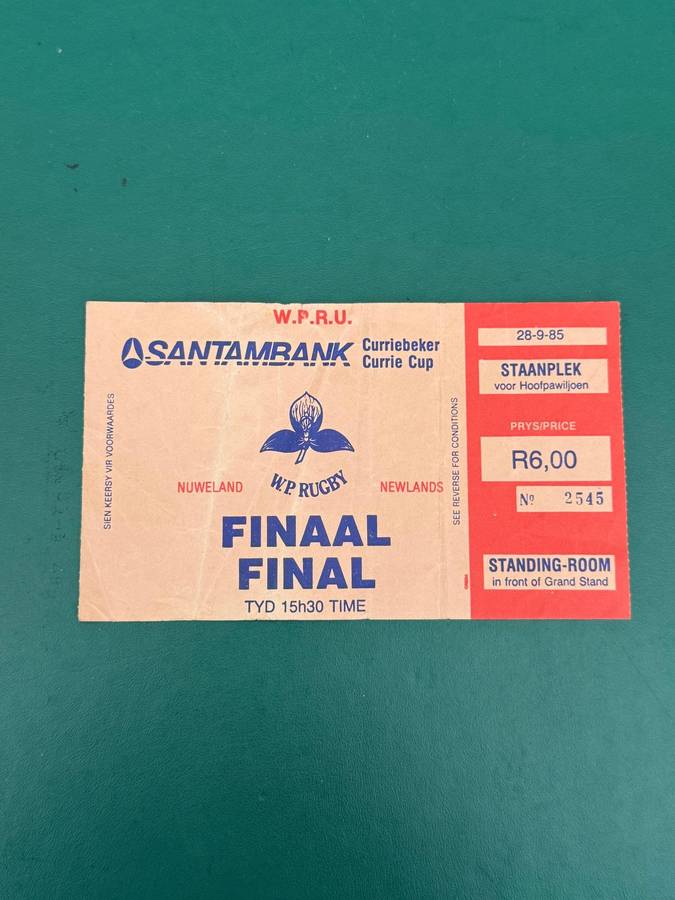 W.P.R.U.
SANTAMBANK
Curriebeker
Currie Cup
SIEN KEERSY VIR VOORWAARDES
W.P. RUGBY
NUWELAND
NEWLANDS
FINAAL
FINAL
TYD 15h30 TIME
SEE REVERSE FOR CONDITIONS
28-9-85
STAANPLEK
voor Hoofpawiljoen
PRYS/PRICE
R6,00
Nº 2545
STANDING-ROOM
in front of Grand Stand